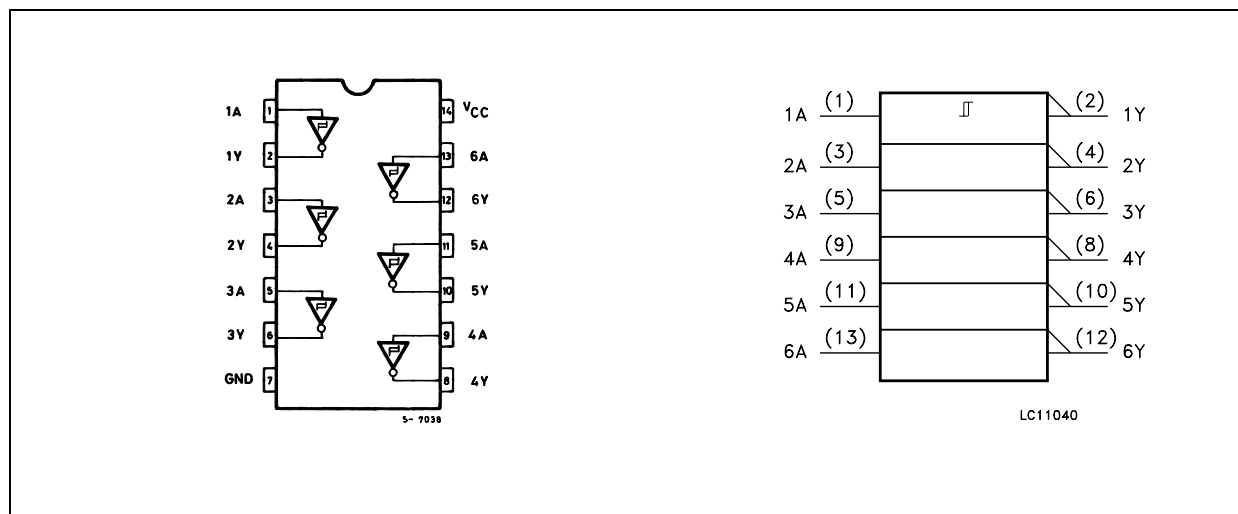 1A 1 14 VCC
1Y 2 13 6A
2A 3 12 6Y
2Y 4 11 5A
3A 5 10 5Y
3Y 6 9 4A
GND 7 8 4Y
S- 7038
1A (1) (2) 1Y
2A (3) (4) 2Y
3A (5) (6) 3Y
4A (9) (8) 4Y
5A (11) (10) 5Y
6A (13) (12) 6Y
LC11040